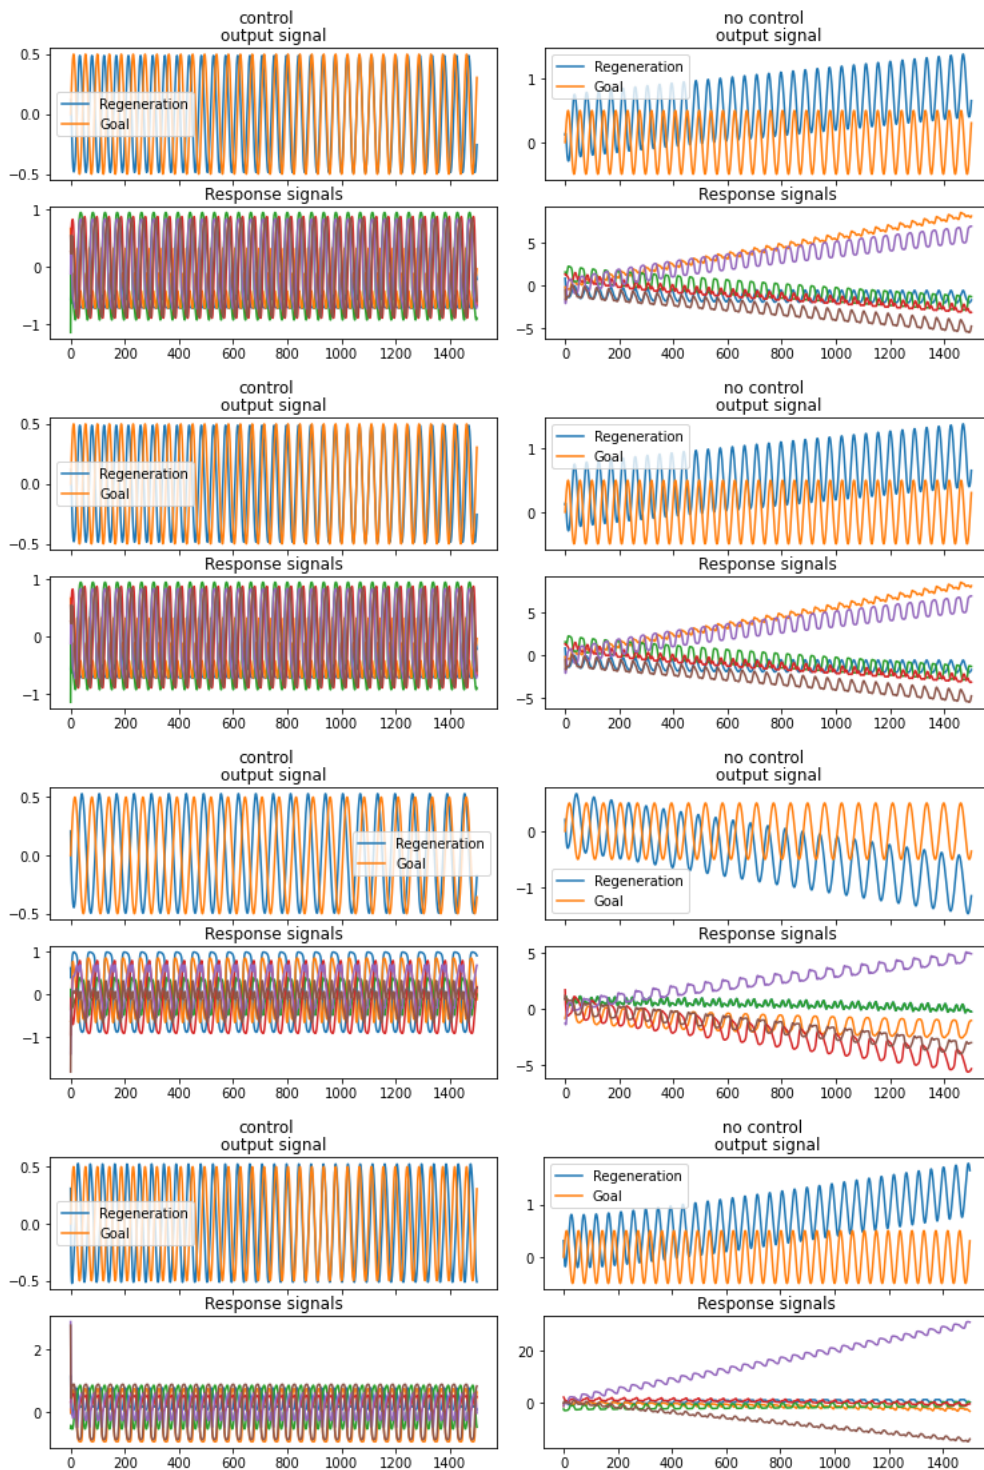 control
output signal
0.5
0.0
−0.5
Regeneration
Goal
no control
output signal
1
0
Regeneration
Goal
Response signals
1
0
−1
0 200 400 600 800 1000 1200 1400
Response signals
5
0
−5
0 200 400 600 800 1000 1200 1400
control
output signal
0.5
0.0
−0.5
Regeneration
Goal
no control
output signal
1
0
Regeneration
Goal
Response signals
1
0
−1
0 200 400 600 800 1000 1200 1400
Response signals
5
0
−5
0 200 400 600 800 1000 1200 1400
control
output signal
0.5
0.0
−0.5
Regeneration
Goal
no control
output signal
0
−1
Regeneration
Goal
Response signals
1
0
−1
0 200 400 600 800 1000 1200 1400
Response signals
5
0
−5
0 200 400 600 800 1000 1200 1400
control
output signal
0.5
0.0
−0.5
Regeneration
Goal
no control
output signal
1
0
Regeneration
Goal
Response signals
2
0
0 200 400 600 800 1000 1200 1400
Response signals
20
0
0 200 400 600 800 1000 1200 1400